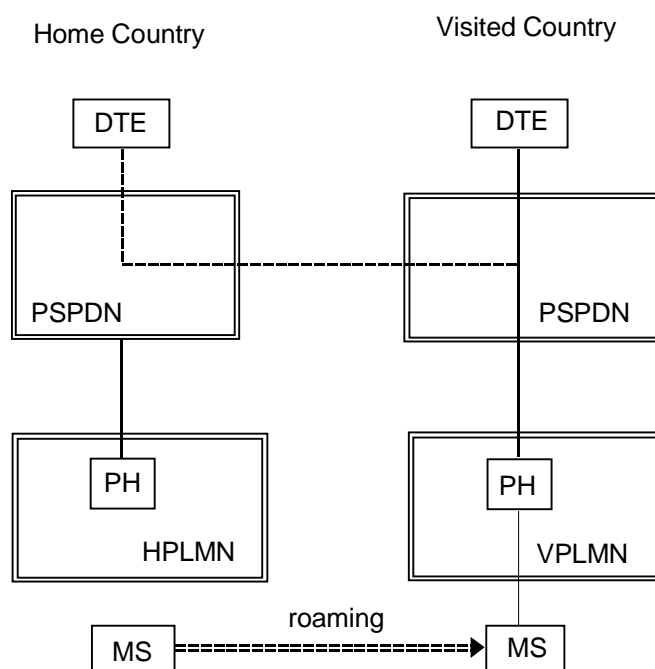 Home Country
Visited Country
DTE
DTE
PSPDN
PSPDN
PH
PH
HPLMN
VPLMN
roaming
MS
MS